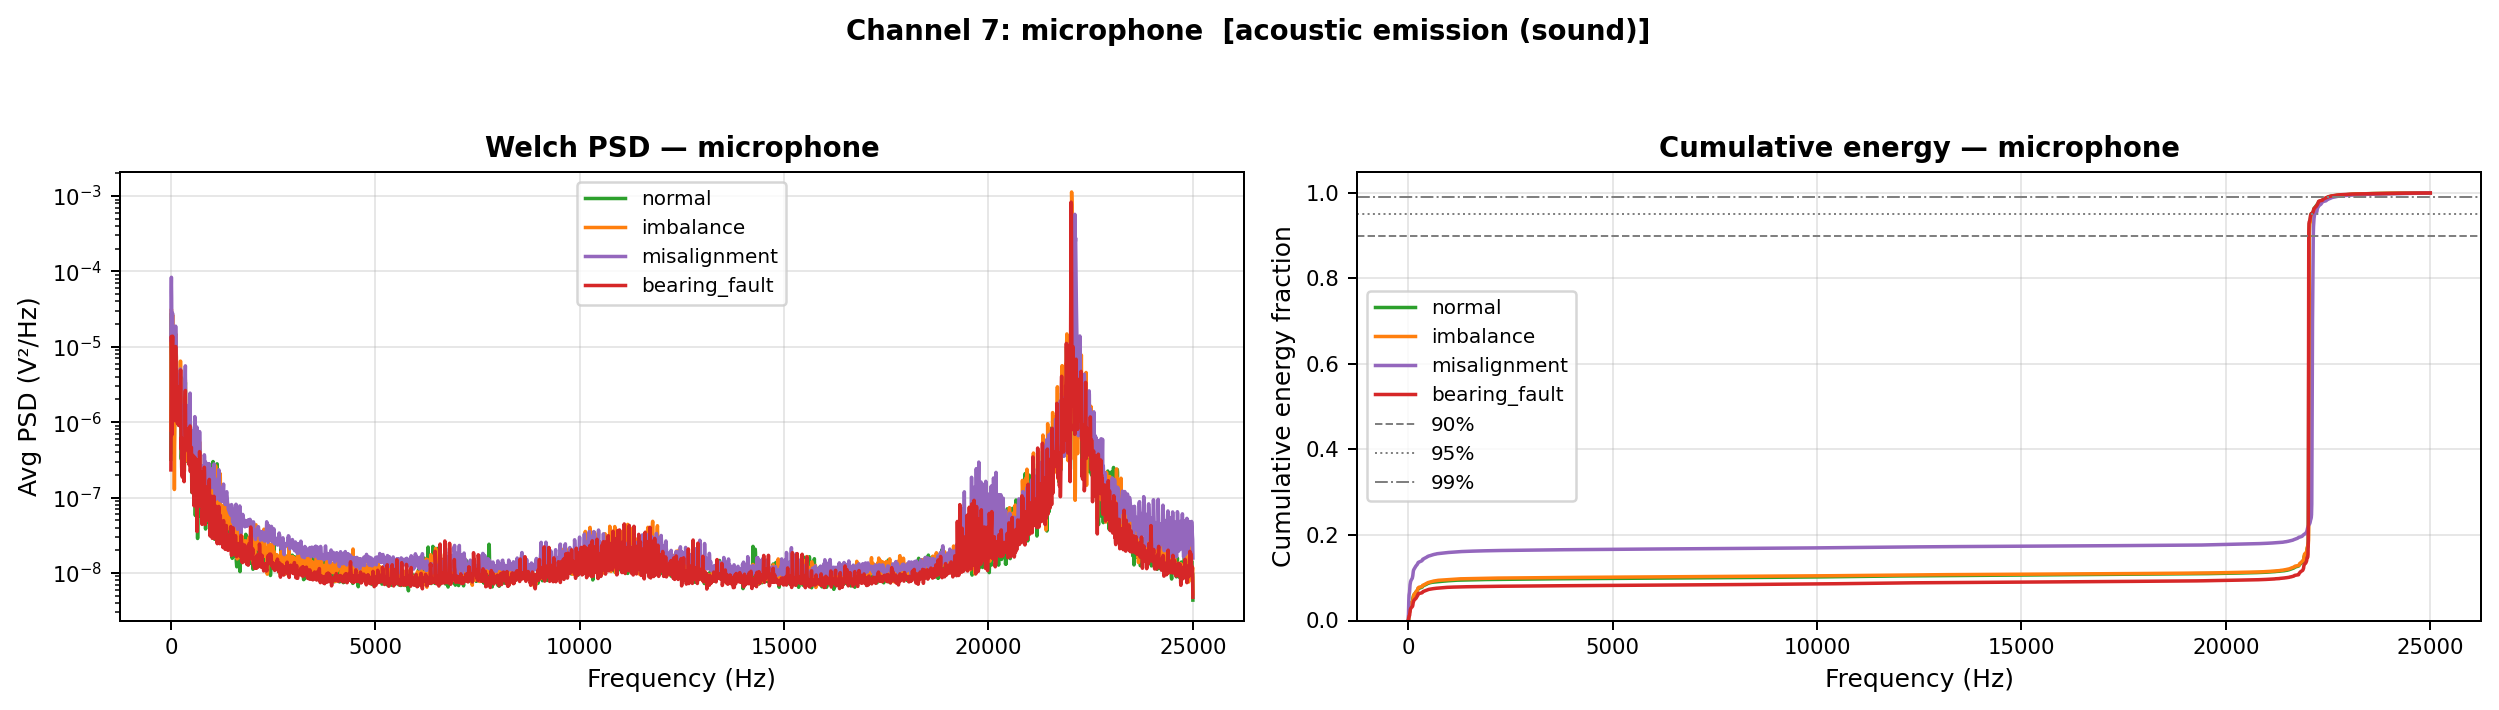 Channel 7: microphone  [acoustic emission (sound)]
Welch PSD — microphone
Avg PSD (V²/Hz)
10⁻³
10⁻⁴
10⁻⁵
10⁻⁶
10⁻⁷
10⁻⁸
normal
imbalance
misalignment
bearing_fault
0 5000 10000 15000 20000 25000
Frequency (Hz)
Cumulative energy — microphone
Cumulative energy fraction
1.0
0.8
0.6
0.4
0.2
0.0
normal
imbalance
misalignment
bearing_fault
90%
95%
99%
0 5000 10000 15000 20000 25000
Frequency (Hz)